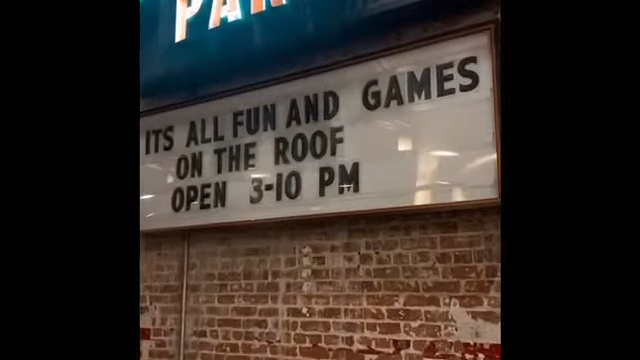 ITS ALL FUN AND GAMES
ON THE ROOF
OPEN 3-10 PM